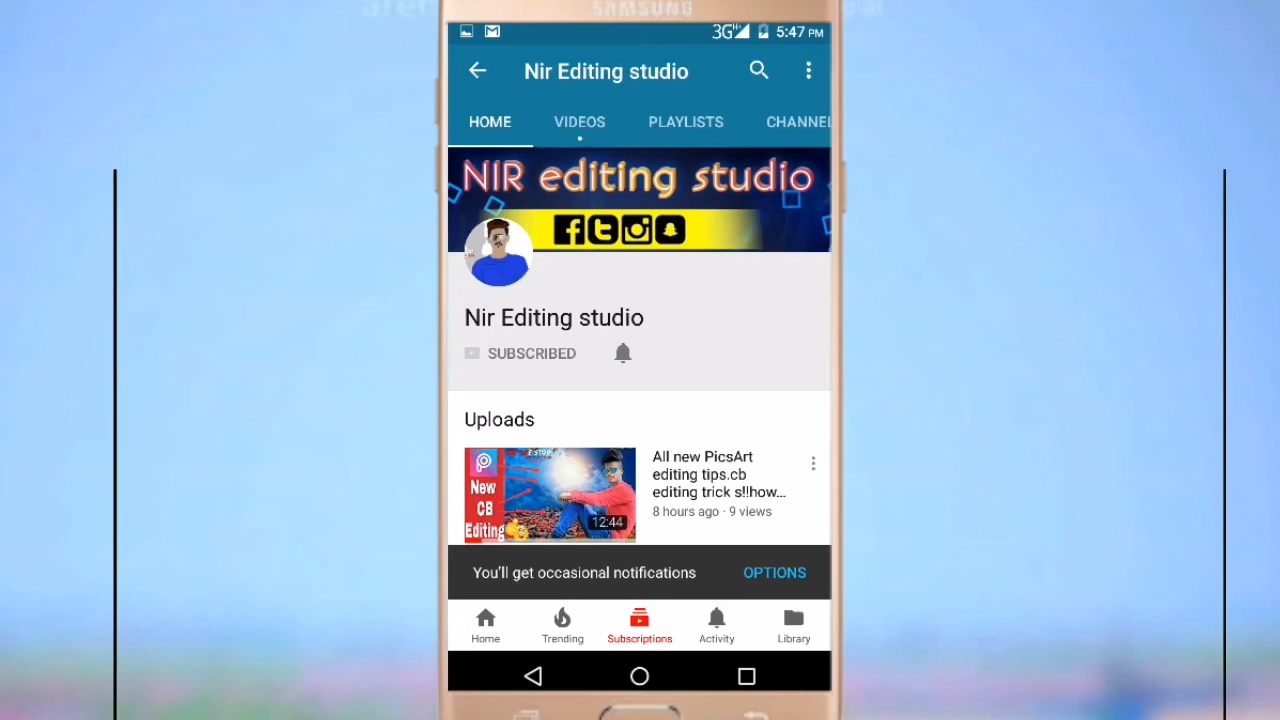 SAMSUNG
3G H+ 5:47 PM
Nir Editing studio
HOME VIDEOS PLAYLISTS CHANNEL
NIR editing studio
Nir Editing studio
SUBSCRIBED
Uploads
New
CB
Editing
12:44
All new PicsArt
editing tips.cb
editing trick s!!how...
8 hours ago · 9 views
You'll get occasional notifications OPTIONS
Home Trending Subscriptions Activity Library